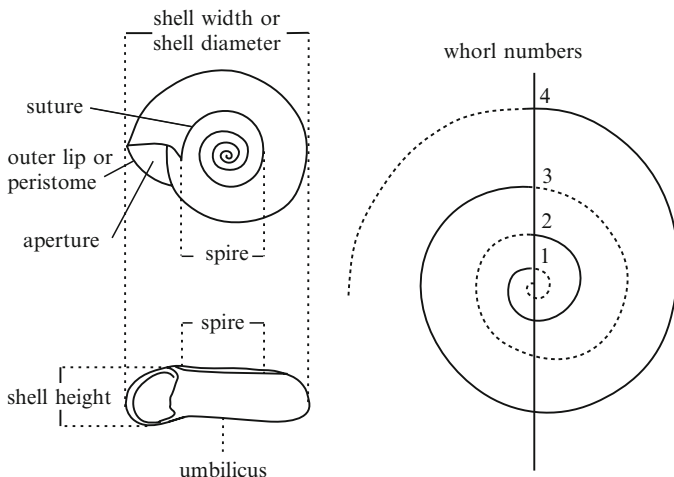 shell width or
shell diameter
suture
outer lip or
peristome
aperture
spire
spire
shell height
umbilicus
whorl numbers
4
3
2
1